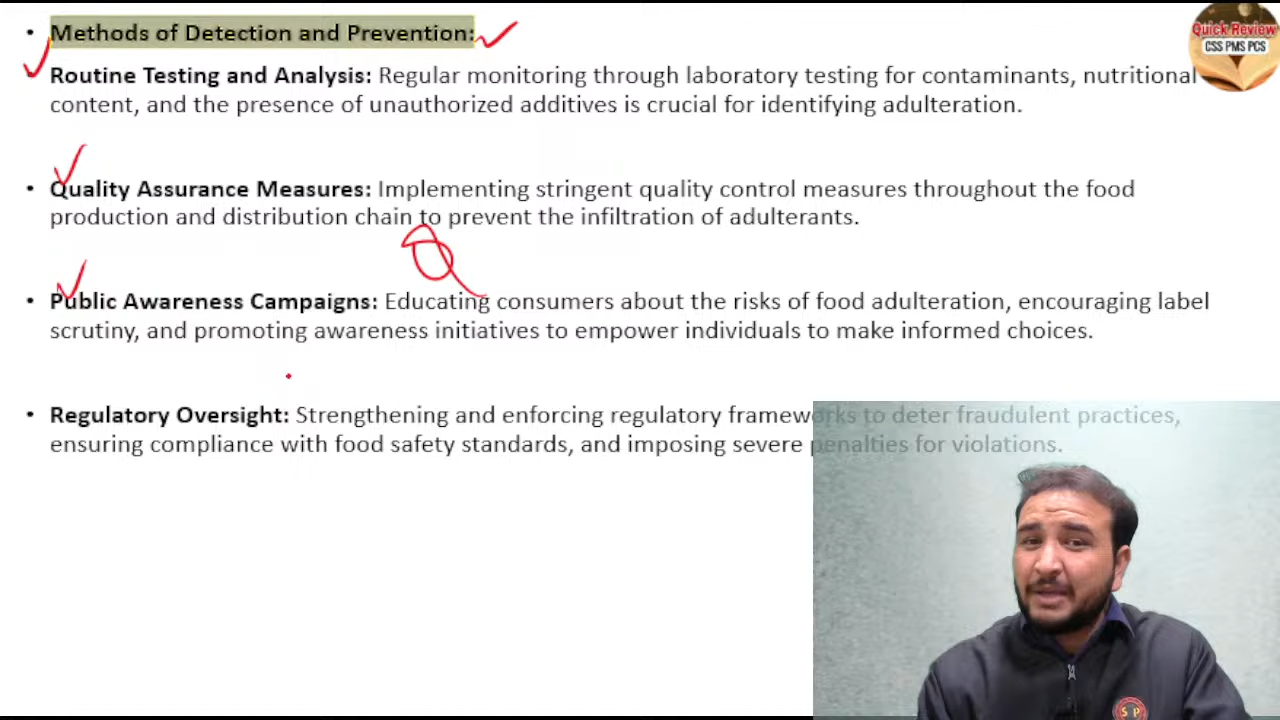 • Methods of Detection and Prevention:
Quick Review
CSS PMS PCS
• Routine Testing and Analysis: Regular monitoring through laboratory testing for contaminants, nutritional
content, and the presence of unauthorized additives is crucial for identifying adulteration.
• Quality Assurance Measures: Implementing stringent quality control measures throughout the food
production and distribution chain to prevent the infiltration of adulterants.
• Public Awareness Campaigns: Educating consumers about the risks of food adulteration, encouraging label
scrutiny, and promoting awareness initiatives to empower individuals to make informed choices.
• Regulatory Oversight: Strengthening and enforcing regulatory frameworks to deter fraudulent practices,
ensuring compliance with food safety standards, and imposing severe penalties for violations.
S P